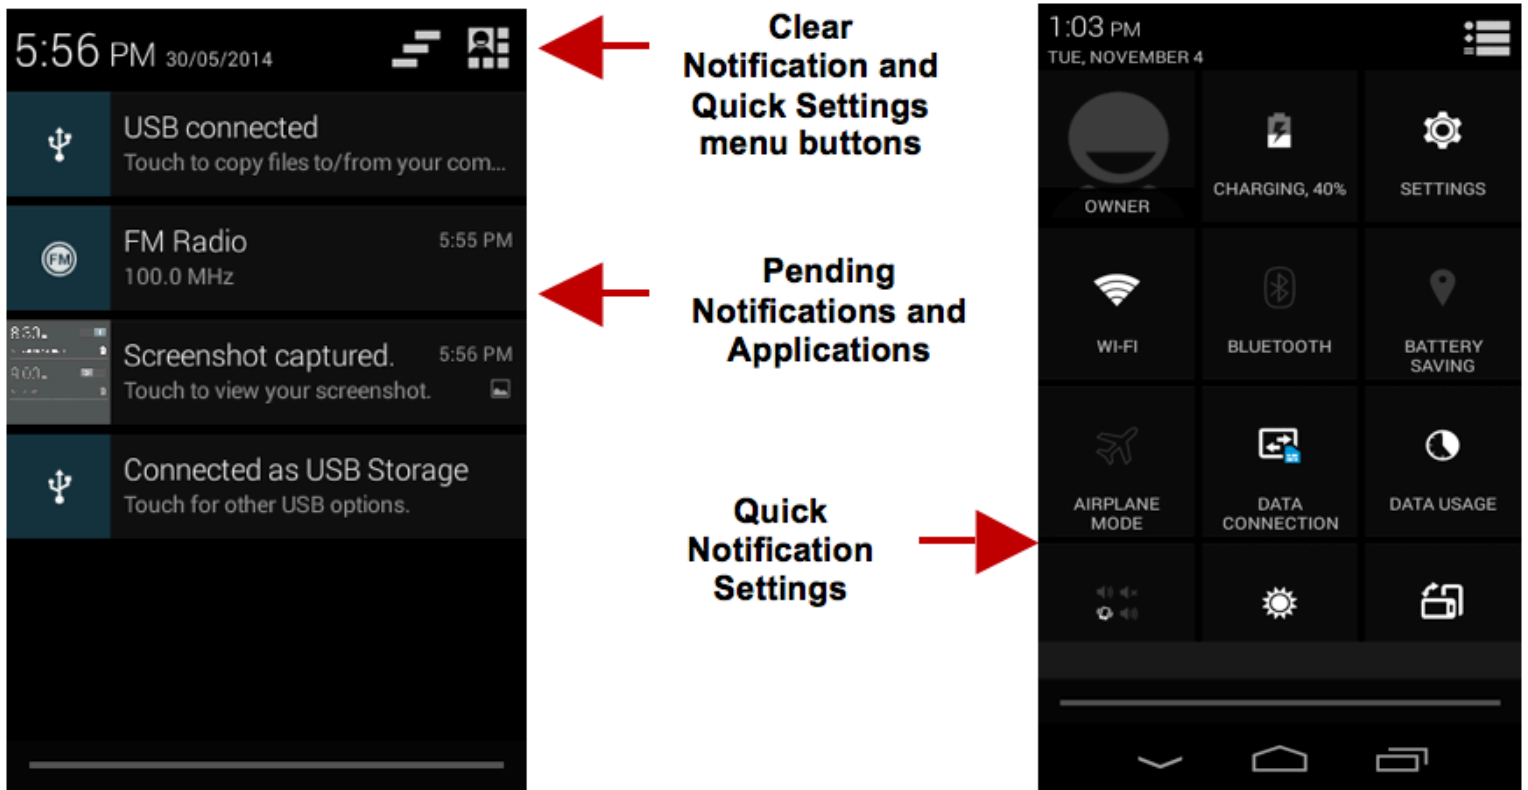 5:56 PM 30/05/2014
USB connected
Touch to copy files to/from your com...
FM
FM Radio 5:55 PM
100.0 MHz
Screenshot captured. 5:56 PM
Touch to view your screenshot.
Connected as USB Storage
Touch for other USB options.
Clear
Notification and
Quick Settings
menu buttons
Pending
Notifications and
Applications
Quick
Notification
Settings
1:03 PM
TUE, NOVEMBER 4
OWNER
CHARGING, 40%
SETTINGS
WI-FI
BLUETOOTH
BATTERY
SAVING
AIRPLANE
MODE
DATA
CONNECTION
DATA USAGE